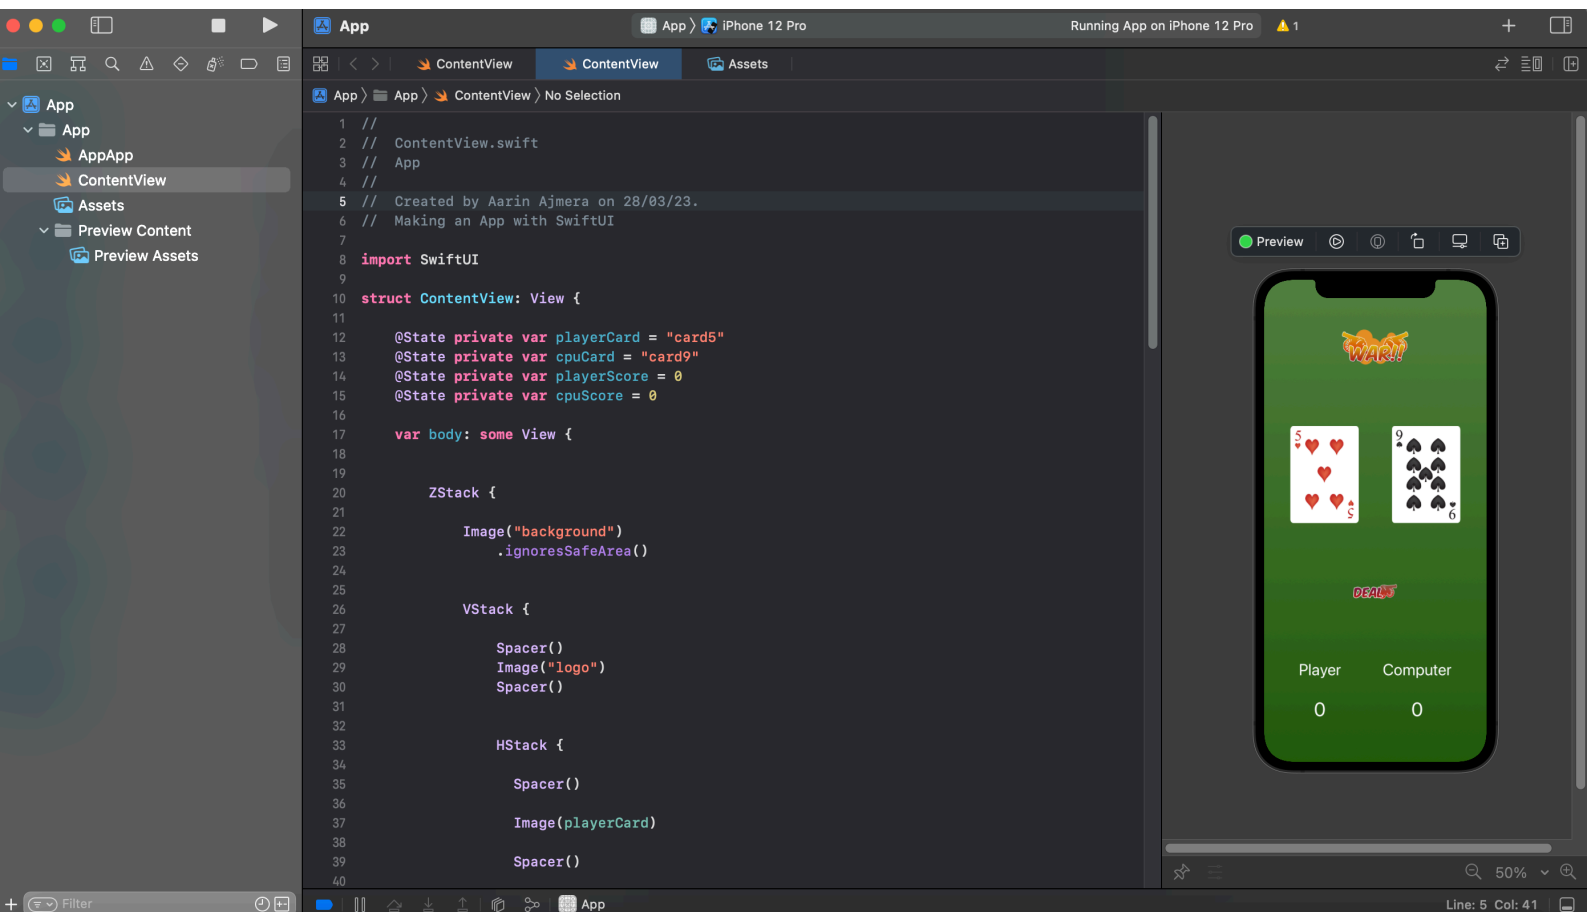 App
App 〉 iPhone 12 Pro
Running App on iPhone 12 Pro
1
ContentView
ContentView
Assets
App 〉 App 〉 ContentView 〉 No Selection
App
App
AppApp
ContentView
Assets
Preview Content
Preview Assets
1 //
2 //  ContentView.swift
3 //  App
4 //
5 //  Created by Aarin Ajmera on 28/03/23.
6 //  Making an App with SwiftUI
7
8 import SwiftUI
9
10 struct ContentView: View {
11
12     @State private var playerCard = "card5"
13     @State private var cpuCard = "card9"
14     @State private var playerScore = 0
15     @State private var cpuScore = 0
16
17     var body: some View {
18
19
20         ZStack {
21
22             Image("background")
23                 .ignoresSafeArea()
24
25
26             VStack {
27
28                 Spacer()
29                 Image("logo")
30                 Spacer()
31
32
33                 HStack {
34
35                   Spacer()
36
37                   Image(playerCard)
38
39                   Spacer()
40
Preview
WAR!!
5
5
9
9
DEAL
Player Computer
0 0
50%
Filter
App
Line: 5 Col: 41